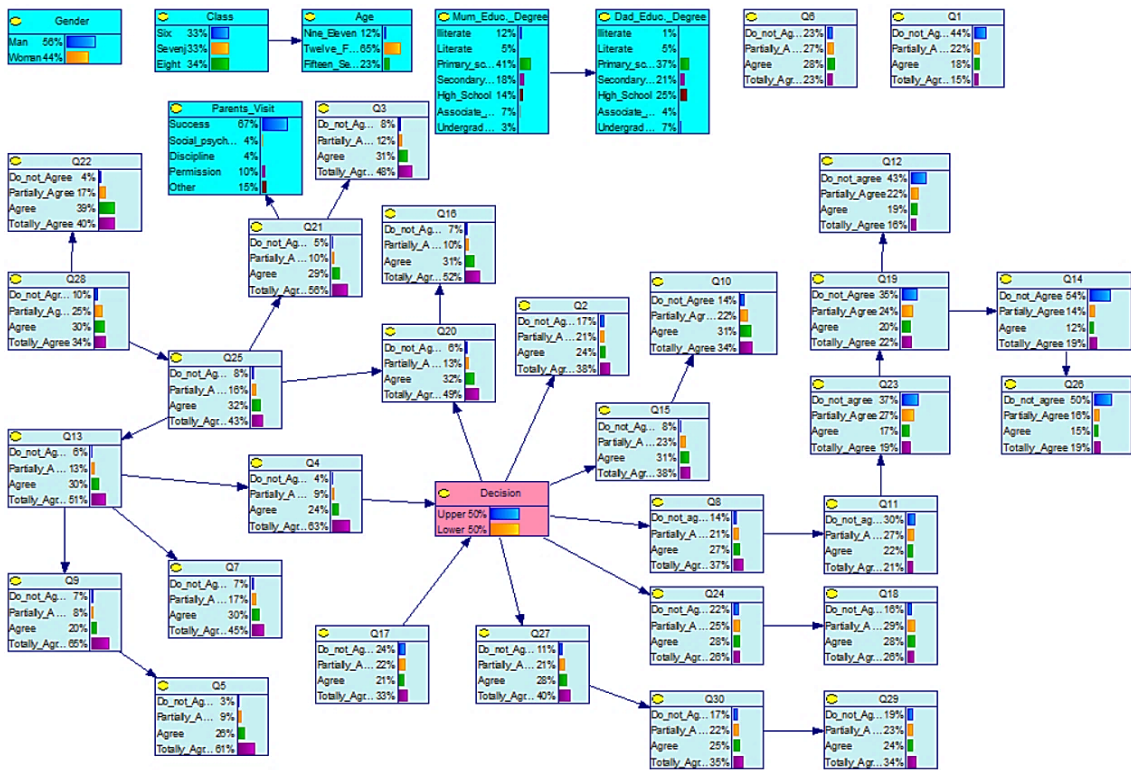 Gender
Man 56%
Woman 44%
Class
Six 33%
Sevenj 33%
Eight 34%
Age
Nine_Eleven 12%
Twelve_F... 65%
Fifteen_Se... 23%
Mum_Educ._Degree
Illiterate 12%
Literate 5%
Primary_sc... 41%
Secondary... 18%
High_School 14%
Associate_... 7%
Undergrad... 3%
Dad_Educ._Degree
Illiterate 1%
Literate 5%
Primary_sc... 37%
Secondary... 21%
High_School 25%
Associate_... 4%
Undergrad... 7%
Q6
Do_not_Ag... 23%
Partially_A... 27%
Agree 28%
Totally_Agr... 23%
Q1
Do_not_Ag... 44%
Partially_A... 22%
Agree 18%
Totally_Agr... 15%
Parents_Visit
Success 67%
Social_psych... 4%
Discipline 4%
Permission 10%
Other 15%
Q3
Do_not_Ag... 8%
Partially_A... 12%
Agree 31%
Totally_Agr... 48%
Q22
Do_not_Agree 4%
Partially_Agree 17%
Agree 39%
Totally_Agree 40%
Q12
Do_not_agree 43%
Partially_Agree 22%
Agree 19%
Totally_Agree 16%
Q21
Do_not_Ag... 5%
Partially_A... 10%
Agree 29%
Totally_Agr... 56%
Q16
Do_not_Ag... 7%
Partially_A... 10%
Agree 31%
Totally_Agr... 52%
Q28
Do_not_Agr... 10%
Partially_Ag... 25%
Agree 30%
Totally_Agree 34%
Q2
Do_not_Ag... 17%
Partially_A... 21%
Agree 24%
Totally_Agr... 38%
Q10
Do_not_Agree 14%
Partially_Agr... 22%
Agree 31%
Totally_Agree 34%
Q19
Do_not_Agree 35%
Partially_Agree 24%
Agree 20%
Totally_Agree 22%
Q14
Do_not_Agree 54%
Partially_Agree 14%
Agree 12%
Totally_Agree 19%
Q25
Do_not_Ag... 8%
Partially_A... 16%
Agree 32%
Totally_Agr... 43%
Q20
Do_not_Ag... 6%
Partially_A... 13%
Agree 32%
Totally_Agr... 49%
Q23
Do_not_agree 37%
Partially_Agree 27%
Agree 17%
Totally_Agree 19%
Q26
Do_not_agree 50%
Partially_Agree 16%
Agree 15%
Totally_Agree 19%
Q15
Do_not_Ag... 8%
Partially_A... 23%
Agree 31%
Totally_Agr... 38%
Q13
Do_not_Ag... 6%
Partially_A... 13%
Agree 30%
Totally_Agr... 51%
Q4
Do_not_Ag... 4%
Partially_A... 9%
Agree 24%
Totally_Agr... 63%
Decision
Upper 50%
Lower 50%
Q8
Do_not_ag... 14%
Partially_A... 21%
Agree 27%
Totally_Agr... 37%
Q11
Do_not_Ag... 30%
Partially_A... 27%
Agree 22%
Totally_Agr... 21%
Q9
Do_not_Ag... 7%
Partially_A... 8%
Agree 20%
Totally_Agr... 65%
Q7
Do_not_Ag... 7%
Partially_A... 17%
Agree 30%
Totally_Agr... 45%
Q24
Do_not_Ag... 22%
Partially_A... 25%
Agree 28%
Totally_Agr... 26%
Q18
Do_not_Ag... 16%
Partially_A... 29%
Agree 28%
Totally_Agr... 26%
Q17
Do_not_Ag... 24%
Partially_A... 22%
Agree 21%
Totally_Agr... 33%
Q27
Do_not_Ag... 11%
Partially_A... 21%
Agree 28%
Totally_Agr... 40%
Q5
Do_not_Ag... 3%
Partially_A... 9%
Agree 26%
Totally_Agr... 61%
Q30
Do_not_Ag... 17%
Partially_A... 22%
Agree 25%
Totally_Agr... 35%
Q29
Do_not_Ag... 19%
Partially_A... 23%
Agree 24%
Totally_Agr... 34%